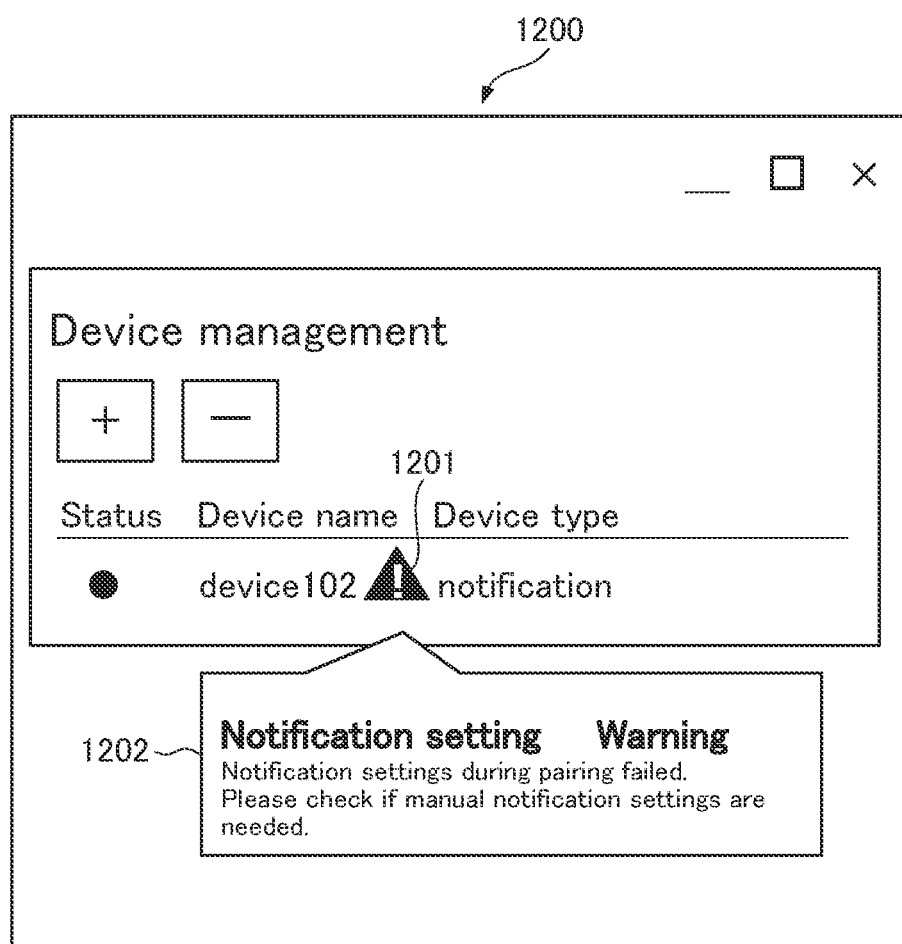 1200
Device management
+ −
1201
Status Device name Device type
device102 notification
1202
Notification setting Warning
Notification settings during pairing failed.
Please check if manual notification settings are
needed.